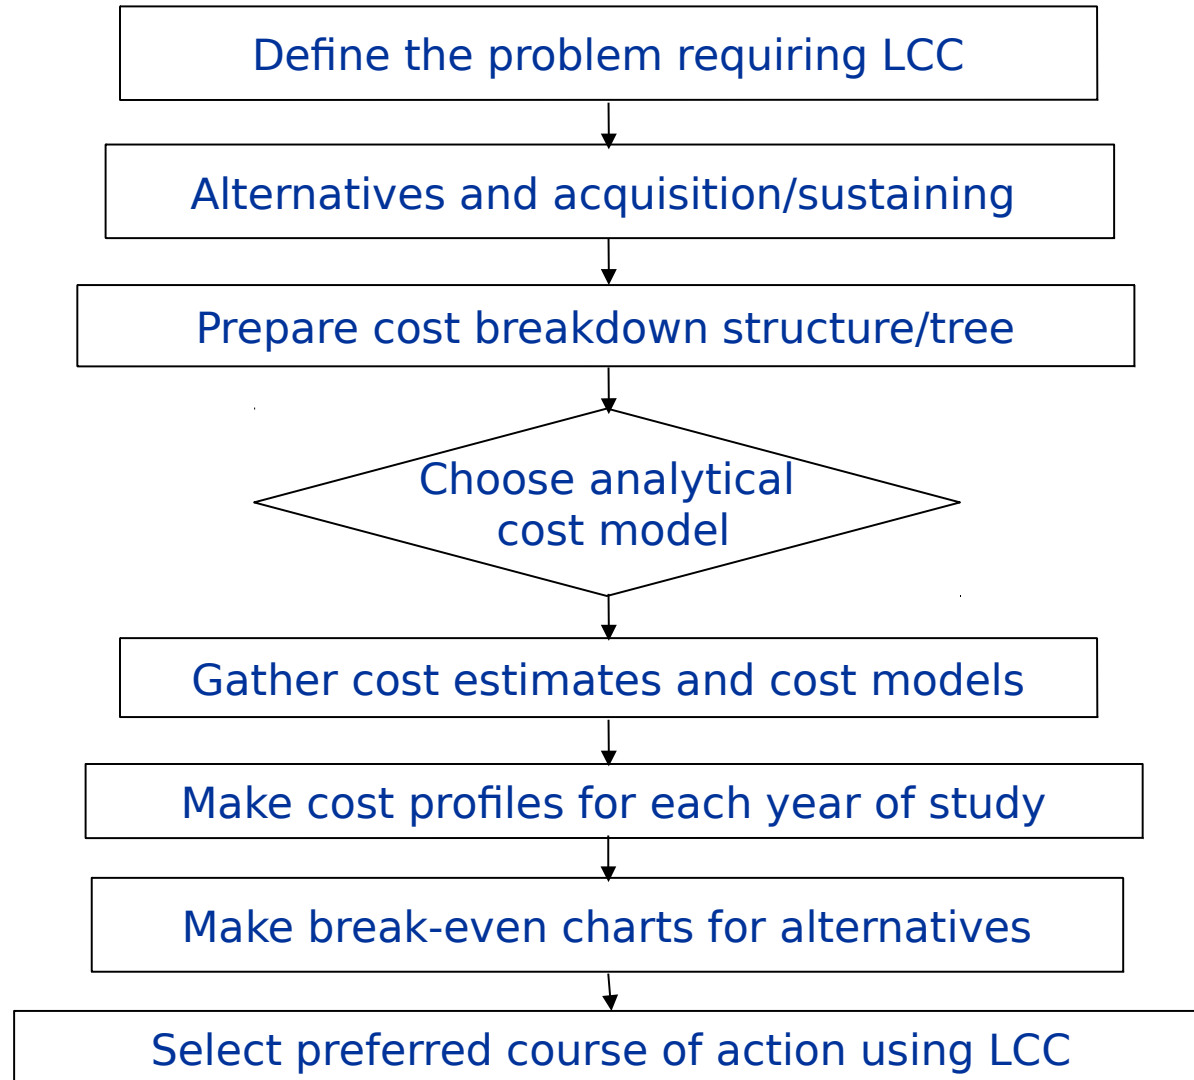 Define the problem requiring LCC
Alternatives and acquisition/sustaining
Prepare cost breakdown structure/tree
Choose analytical
cost model
Gather cost estimates and cost models
Make cost profiles for each year of study
Make break-even charts for alternatives
Select preferred course of action using LCC